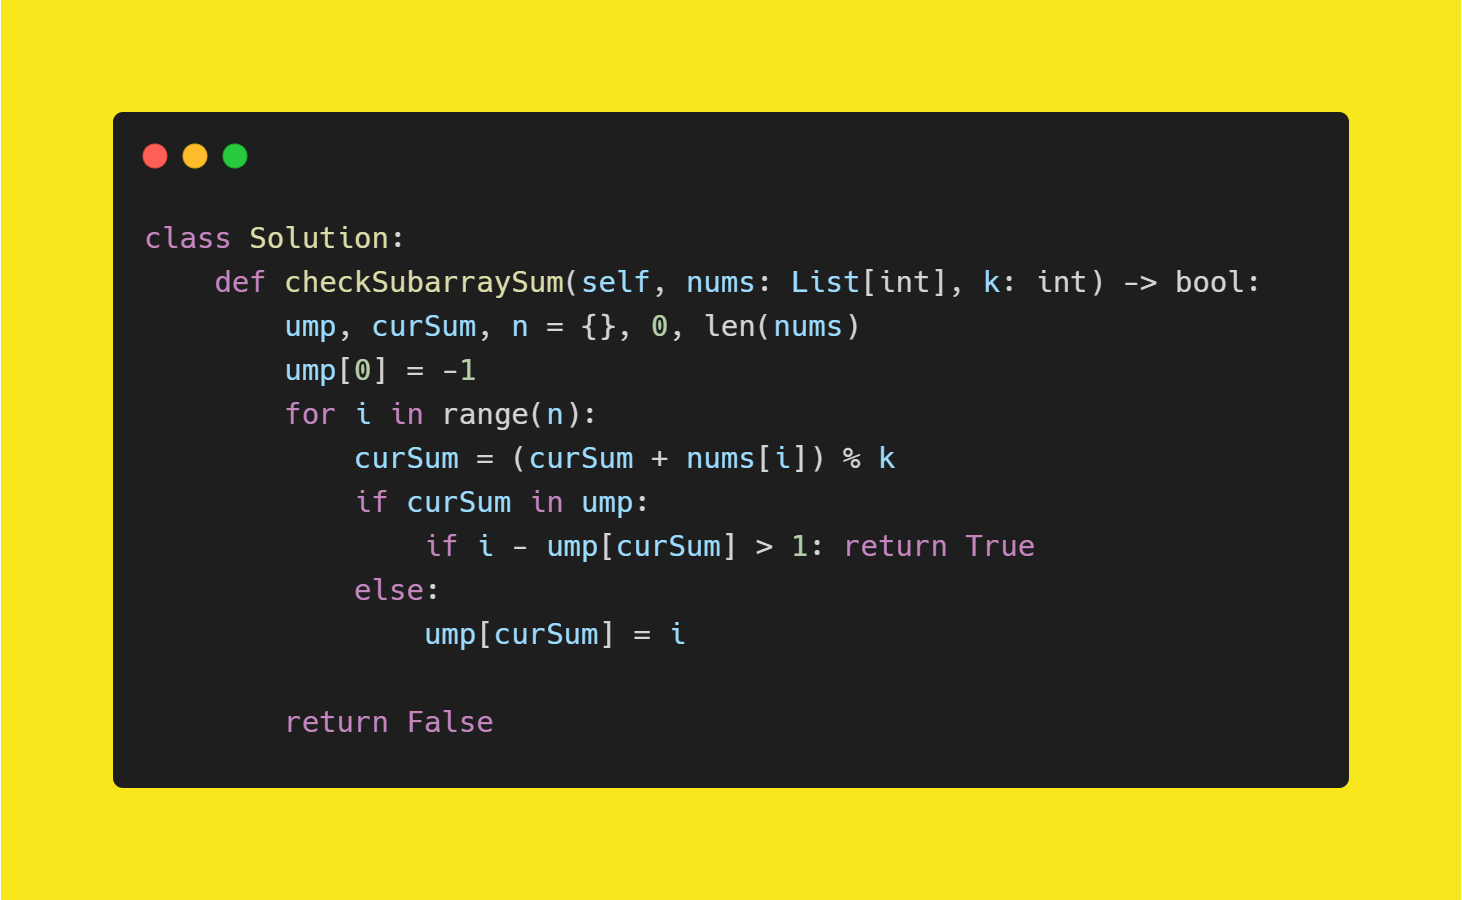 class Solution:
    def checkSubarraySum(self, nums: List[int], k: int) -> bool:
        ump, curSum, n = {}, 0, len(nums)
        ump[0] = -1
        for i in range(n):
            curSum = (curSum + nums[i]) % k
            if curSum in ump:
                if i - ump[curSum] > 1: return True
            else:
                ump[curSum] = i

        return False